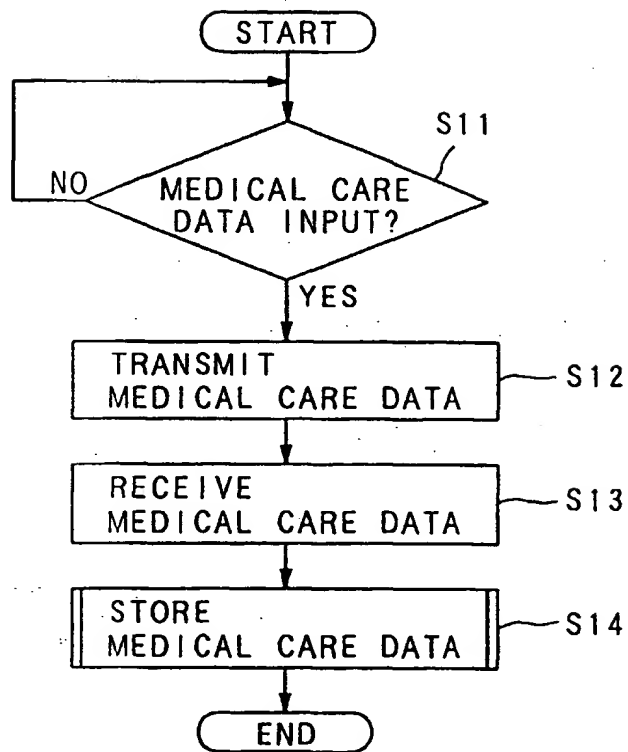 START
S11
NO
MEDICAL CARE
DATA INPUT?
YES
TRANSMIT
MEDICAL CARE DATA
S12
RECEIVE
MEDICAL CARE DATA
S13
STORE
MEDICAL CARE DATA
S14
END